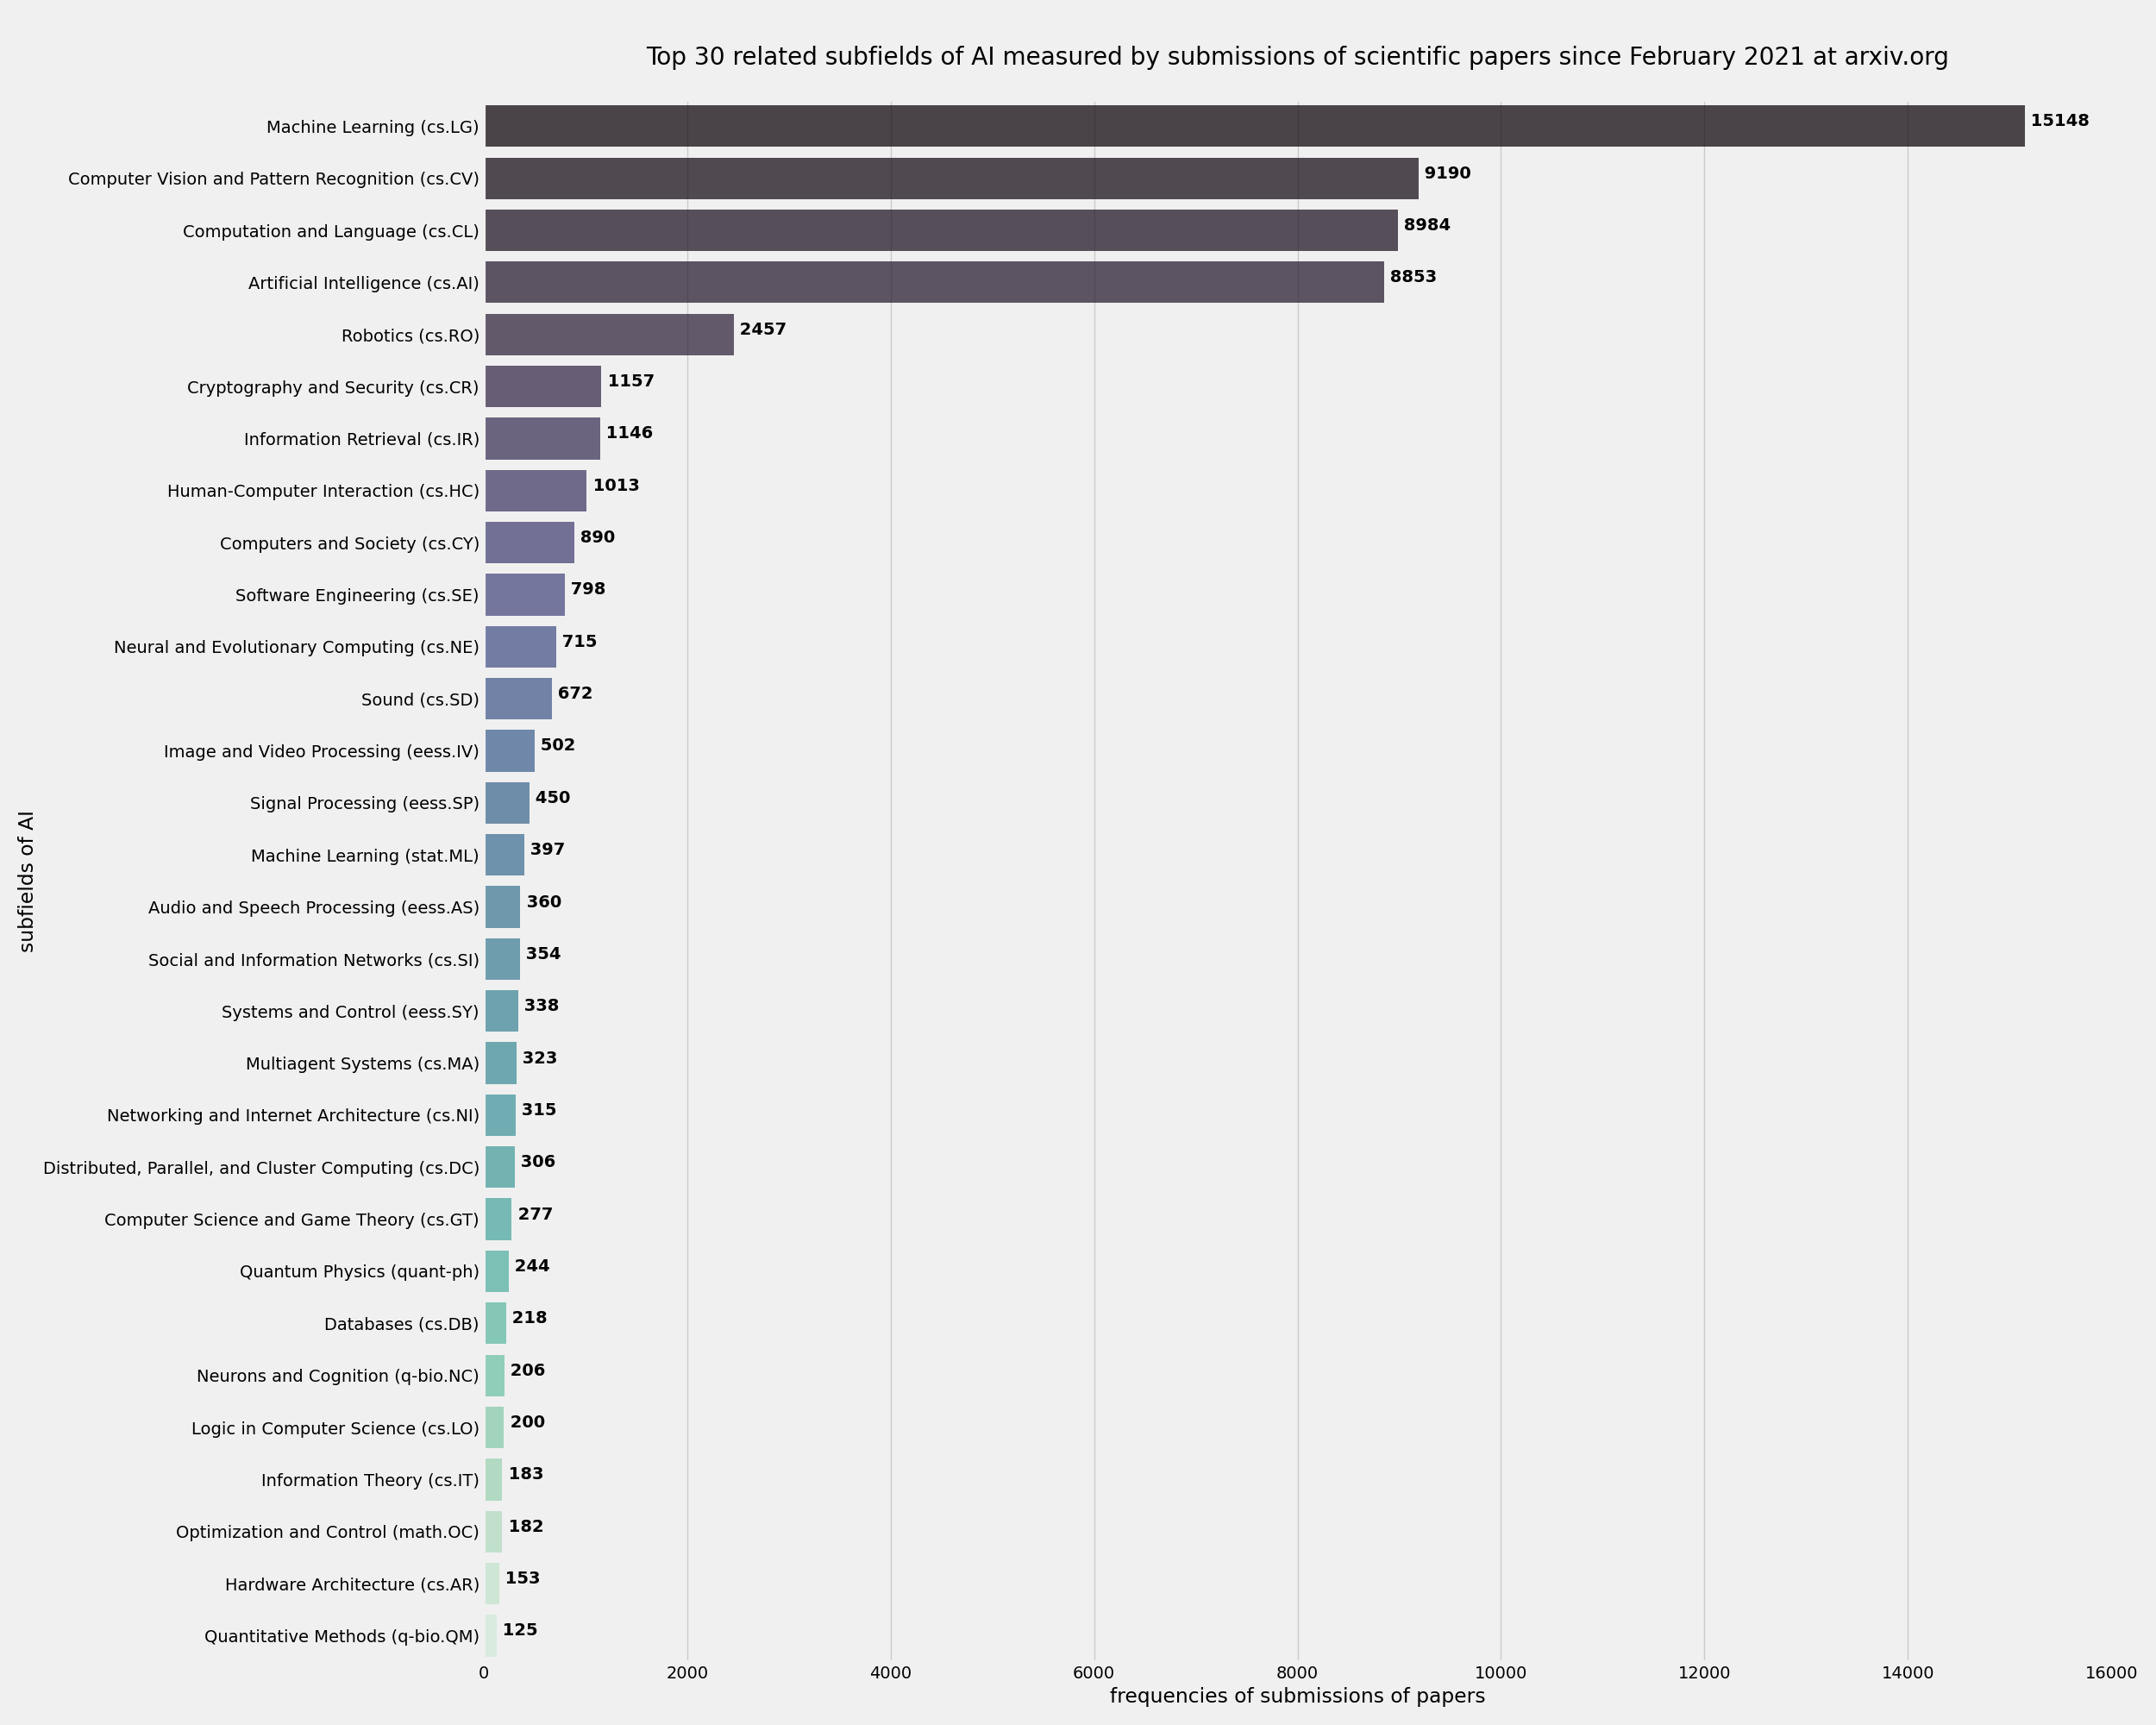 Top 30 related subfields of AI measured by submissions of scientific papers since February 2021 at arxiv.org
Machine Learning (cs.LG) 15148
Computer Vision and Pattern Recognition (cs.CV) 9190
Computation and Language (cs.CL) 8984
Artificial Intelligence (cs.AI) 8853
Robotics (cs.RO) 2457
Cryptography and Security (cs.CR) 1157
Information Retrieval (cs.IR) 1146
Human-Computer Interaction (cs.HC) 1013
Computers and Society (cs.CY) 890
Software Engineering (cs.SE) 798
Neural and Evolutionary Computing (cs.NE) 715
Sound (cs.SD) 672
Image and Video Processing (eess.IV) 502
Signal Processing (eess.SP) 450
Machine Learning (stat.ML) 397
Audio and Speech Processing (eess.AS) 360
Social and Information Networks (cs.SI) 354
Systems and Control (eess.SY) 338
Multiagent Systems (cs.MA) 323
Networking and Internet Architecture (cs.NI) 315
Distributed, Parallel, and Cluster Computing (cs.DC) 306
Computer Science and Game Theory (cs.GT) 277
Quantum Physics (quant-ph) 244
Databases (cs.DB) 218
Neurons and Cognition (q-bio.NC) 206
Logic in Computer Science (cs.LO) 200
Information Theory (cs.IT) 183
Optimization and Control (math.OC) 182
Hardware Architecture (cs.AR) 153
Quantitative Methods (q-bio.QM) 125
0 2000 4000 6000 8000 10000 12000 14000 16000
frequencies of submissions of papers
subfields of AI